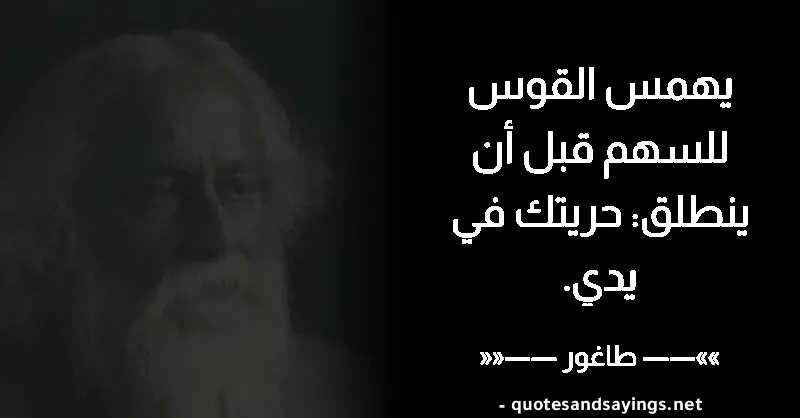 يهمس القوس
للسهم قبل أن
ينطلق: حريتك في
يدي.
»»—— طاغور ——««
- quotesandsayings.net